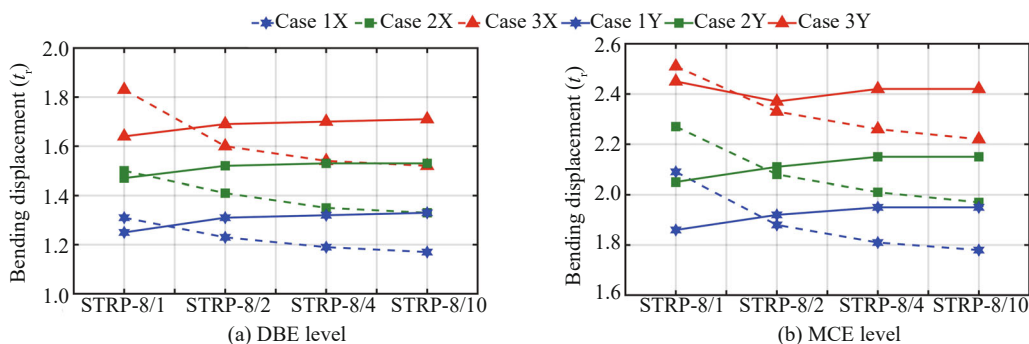 Case 1X Case 2X Case 3X Case 1Y Case 2Y Case 3Y
Bending displacement (t_r)
2.0
1.8
1.6
1.4
1.2
1.0
STRP-8/1 STRP-8/2 STRP-8/4 STRP-8/10
(a) DBE level
Bending displacement (t_r)
2.6
2.4
2.2
2.0
1.8
1.6
STRP-8/1 STRP-8/2 STRP-8/4 STRP-8/10
(b) MCE level